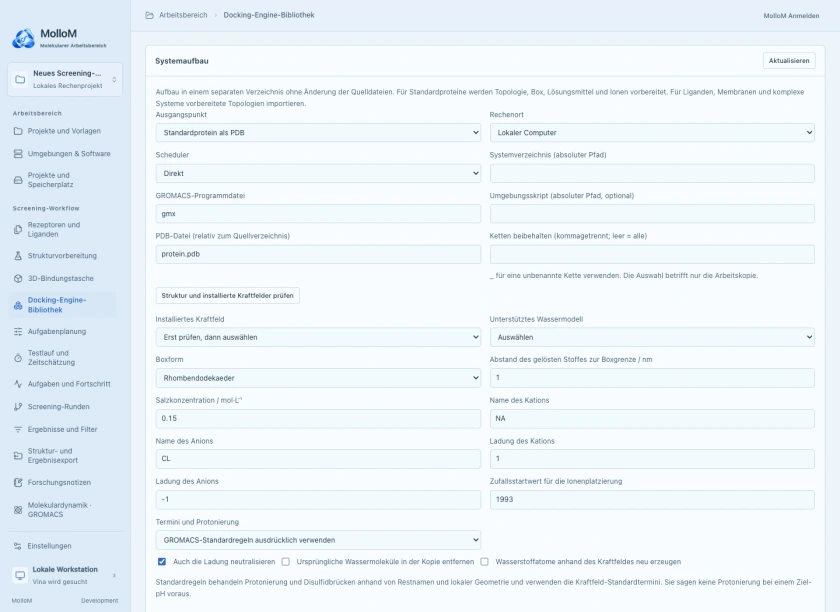 MolloM
Molekularer Arbeitsbereich
Neues Screening-...
Lokales Rechenprojekt
Arbeitsbereich
Projekte und Vorlagen
Umgebungen & Software
Projekte und
Speicherplatz
Screening-Workflow
Rezeptoren und
Liganden
Strukturvorbereitung
3D-Bindungstasche
Docking-Engine-
Bibliothek
Aufgabenplanung
Testlauf und
Zeitschätzung
Aufgaben und Fortschritt
Screening-Runden
Ergebnisse und Filter
Struktur- und
Ergebnisexport
Forschungsnotizen
Molekulardynamik ·
GROMACS
Einstellungen
Lokale Workstation
Vina wird gesucht
MolloM Development
Arbeitsbereich › Docking-Engine-Bibliothek
MolloM Anmelden
Systemaufbau
Aktualisieren
Aufbau in einem separaten Verzeichnis ohne Änderung der Quelldateien. Für Standardproteine werden Topologie, Box, Lösungsmittel und Ionen vorbereitet. Für Liganden, Membranen und komplexe
Systeme vorbereitete Topologien importieren.
Ausgangspunkt Rechenort
Standardprotein als PDB Lokaler Computer
Scheduler Systemverzeichnis (absoluter Pfad)
Direkt
GROMACS-Programmdatei Umgebungsskript (absoluter Pfad, optional)
gmx
PDB-Datei (relativ zum Quellverzeichnis) Ketten beibehalten (kommagetrennt; leer = alle)
protein.pdb
_ für eine unbenannte Kette verwenden. Die Auswahl betrifft nur die Arbeitskopie.
Struktur und installierte Kraftfelder prüfen
Installiertes Kraftfeld Unterstütztes Wassermodell
Erst prüfen, dann auswählen Auswählen
Boxform Abstand des gelösten Stoffes zur Boxgrenze / nm
Rhombendodekaeder 1
Salzkonzentration / mol·L⁻¹ Name des Kations
0.15 NA
Name des Anions Ladung des Kations
CL 1
Ladung des Anions Zufallsstartwert für die Ionenplatzierung
-1 1993
Termini und Protonierung
GROMACS-Standardregeln ausdrücklich verwenden
Auch die Ladung neutralisieren Ursprüngliche Wassermoleküle in der Kopie entfernen Wasserstoffatome anhand des Kraftfeldes neu erzeugen
Standardregeln behandeln Protonierung und Disulfidbrücken anhand von Restnamen und lokaler Geometrie und verwenden die Kraftfeld-Standardtermini. Sie sagen keine Protonierung bei einem Ziel-
pH voraus.